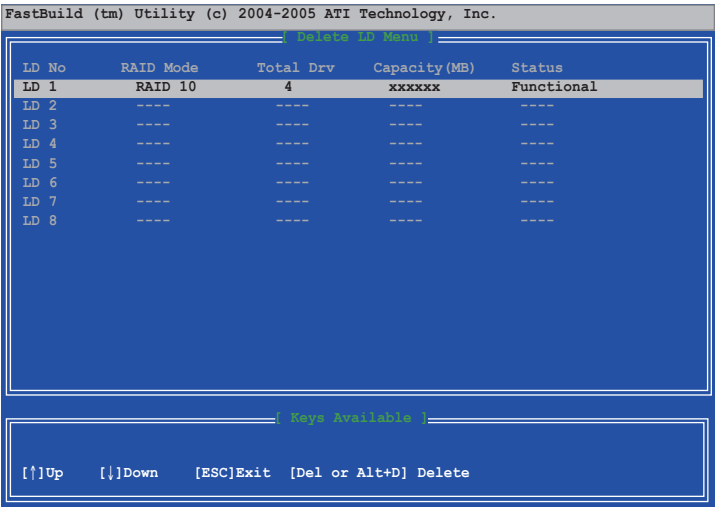 FastBuild (tm) Utility (c) 2004-2005 ATI Technology, Inc.
[ Delete LD Menu ]
LD No RAID Mode Total Drv Capacity(MB) Status
LD 1 RAID 10 4 xxxxxx Functional
LD 2 ---- ---- ---- ----
LD 3 ---- ---- ---- ----
LD 4 ---- ---- ---- ----
LD 5 ---- ---- ---- ----
LD 6 ---- ---- ---- ----
LD 7 ---- ---- ---- ----
LD 8 ---- ---- ---- ----
[ Keys Available ]
[↑]Up [↓]Down [ESC]Exit [Del or Alt+D] Delete